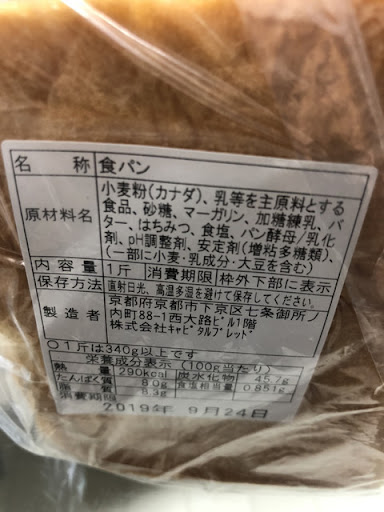 名 称 食パン
原材料名 小麦粉(カナダ)、乳等を主原料とする
食品、砂糖、マーガリン、加糖練乳、バ
ター、はちみつ、食塩、パン酵母/乳化
剤、pH調整剤、安定剤(増粘多糖類)、
(一部に小麦・乳成分・大豆を含む)
内 容 量 1斤 消費期限 枠外下部に表示
保存方法 直射日光、高温多湿を避けて保存してください。
製 造 者 京都府京都市下京区七条御所ノ
内町88-1西大路ビル1階
株式会社キャピタルブレッド
○1斤は340g以上です
栄養成分表示(100g当たり)
熱 量 290kcal 炭水化物 45.7g
たんぱく質 8.0g 食塩相当量 0.851g
脂質 8.3g
消費期限
2019年 9月24日